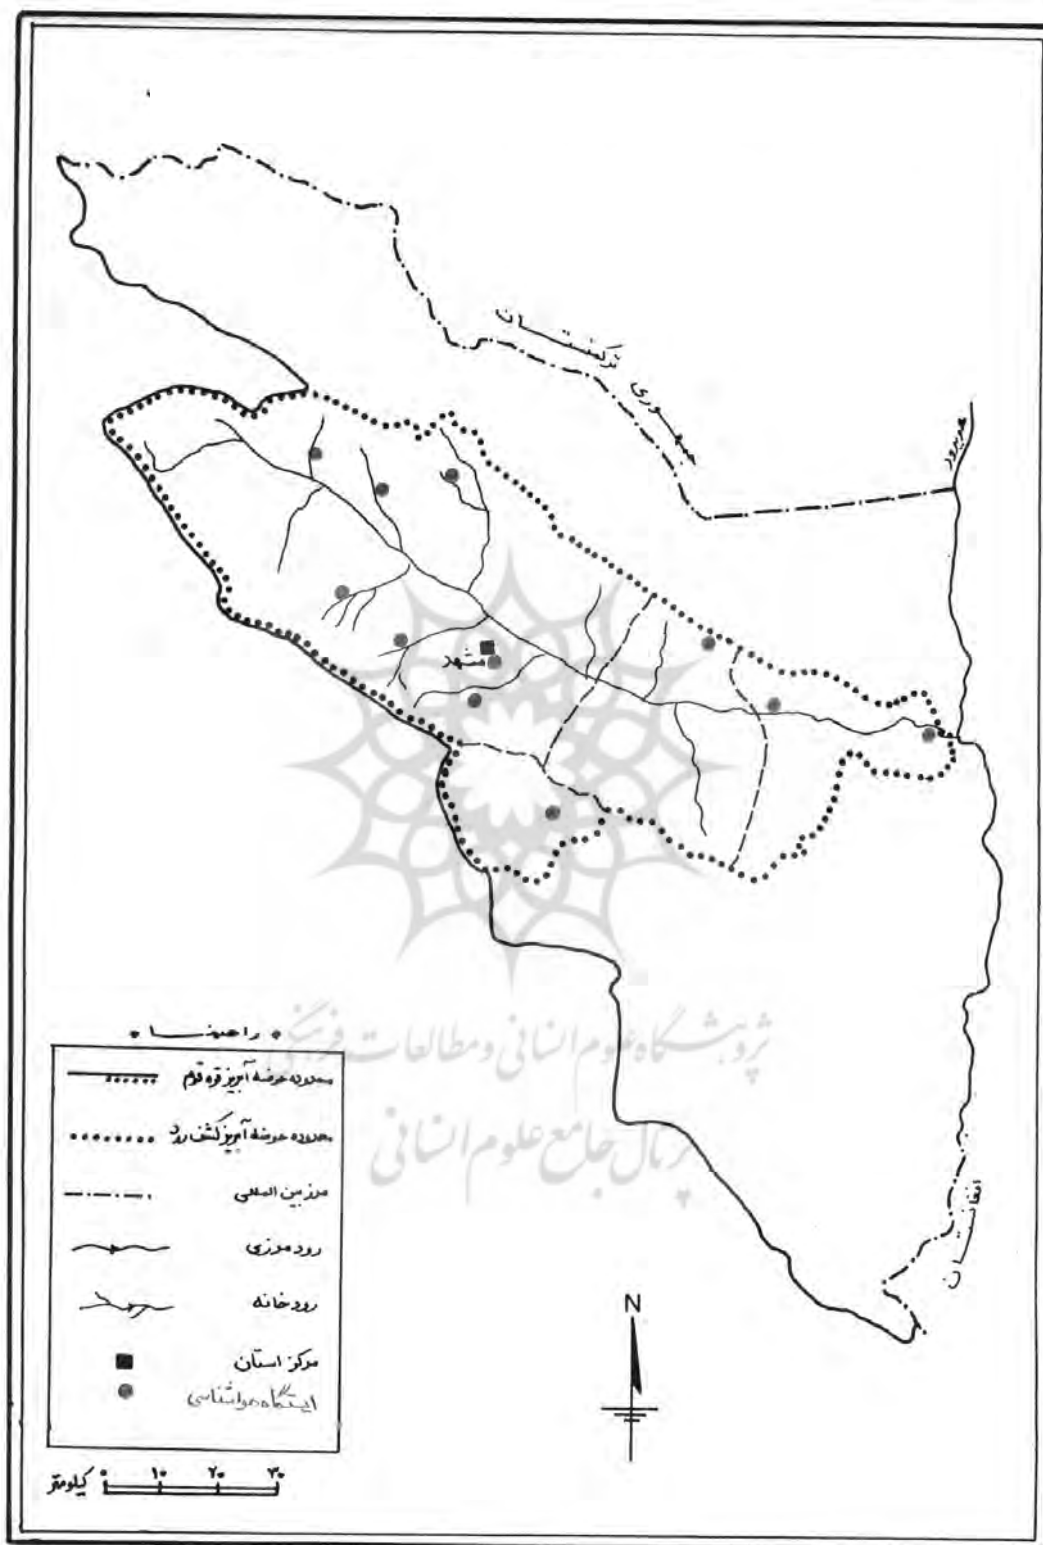 جمهوری ترکمنستان
هریرود
مشهد
پژوهشگاه علوم انسانی و مطالعات فرهنگی
پرتال جامع علوم انسانی
افغانستان
* راهنما *
محدوده حوضه آبریز قره قوم
محدوده حوضه آبریز کشف رود
مرز بین المللی
رود مرزی
رودخانه
مرکز استان
ایستگاه هواشناسی
N
۰ ۱۰ ۲۰ ۳۰ کیلومتر